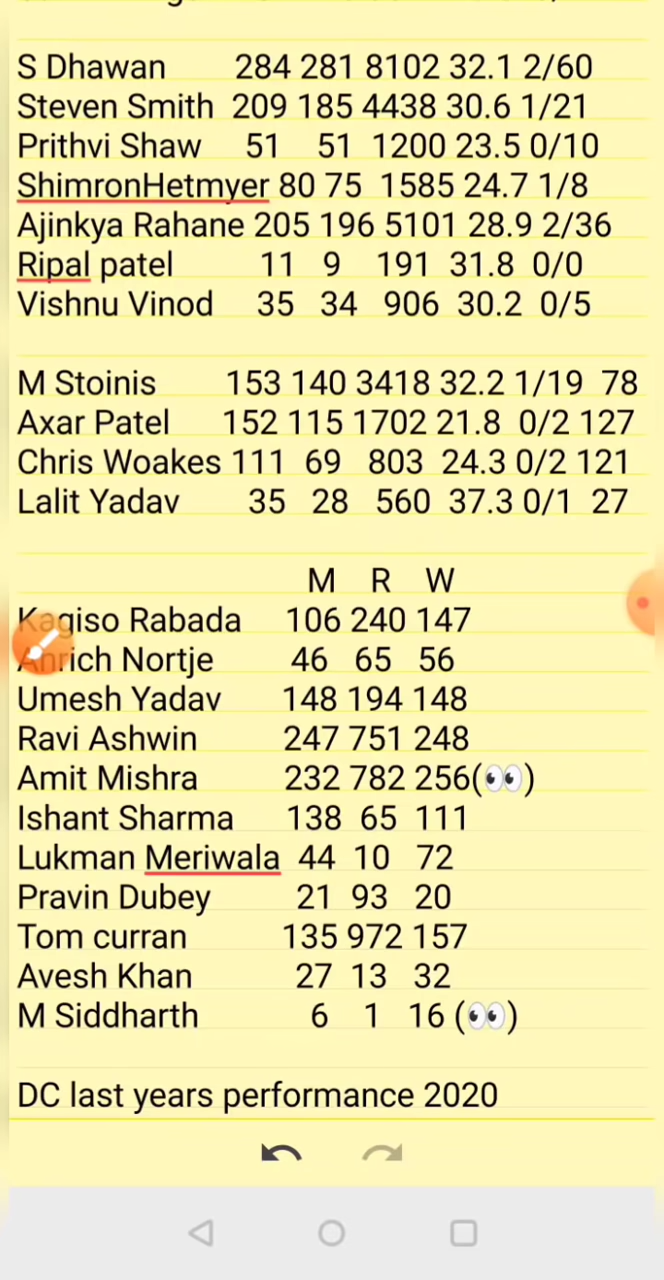 S Dhawan 284 281 8102 32.1 2/60
Steven Smith 209 185 4438 30.6 1/21
Prithvi Shaw 51 51 1200 23.5 0/10
ShimronHetmyer 80 75 1585 24.7 1/8
Ajinkya Rahane 205 196 5101 28.9 2/36
Ripal patel 11 9 191 31.8 0/0
Vishnu Vinod 35 34 906 30.2 0/5
M Stoinis 153 140 3418 32.2 1/19 78
Axar Patel 152 115 1702 21.8 0/2 127
Chris Woakes 111 69 803 24.3 0/2 121
Lalit Yadav 35 28 560 37.3 0/1 27
M R W
Kagiso Rabada 106 240 147
Anrich Nortje 46 65 56
Umesh Yadav 148 194 148
Ravi Ashwin 247 751 248
Amit Mishra 232 782 256(👀)
Ishant Sharma 138 65 111
Lukman Meriwala 44 10 72
Pravin Dubey 21 93 20
Tom curran 135 972 157
Avesh Khan 27 13 32
M Siddharth 6 1 16 (👀)
DC last years performance 2020